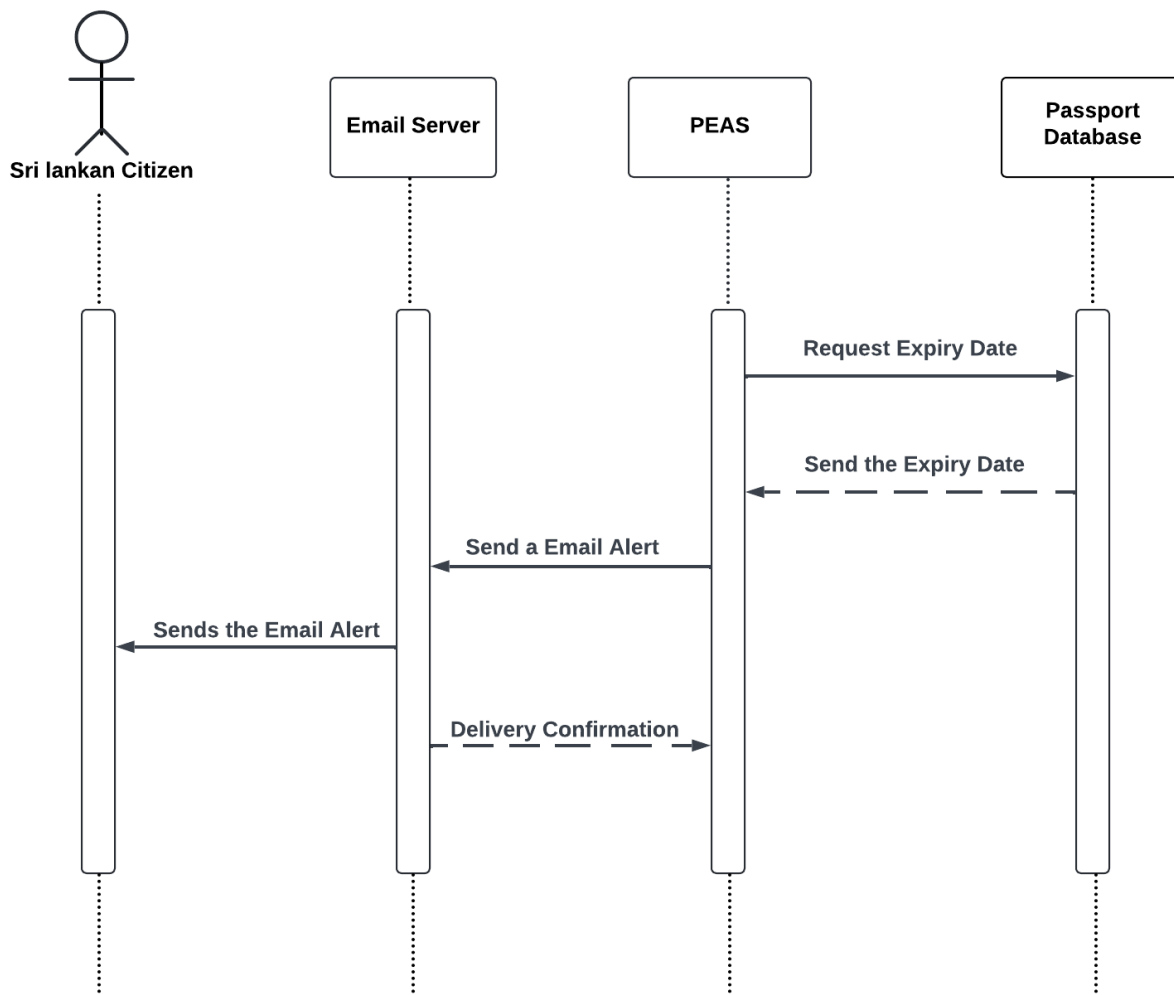 Sri lankan Citizen
Email Server
PEAS
Passport
Database
Request Expiry Date
Send the Expiry Date
Send a Email Alert
Sends the Email Alert
Delivery Confirmation